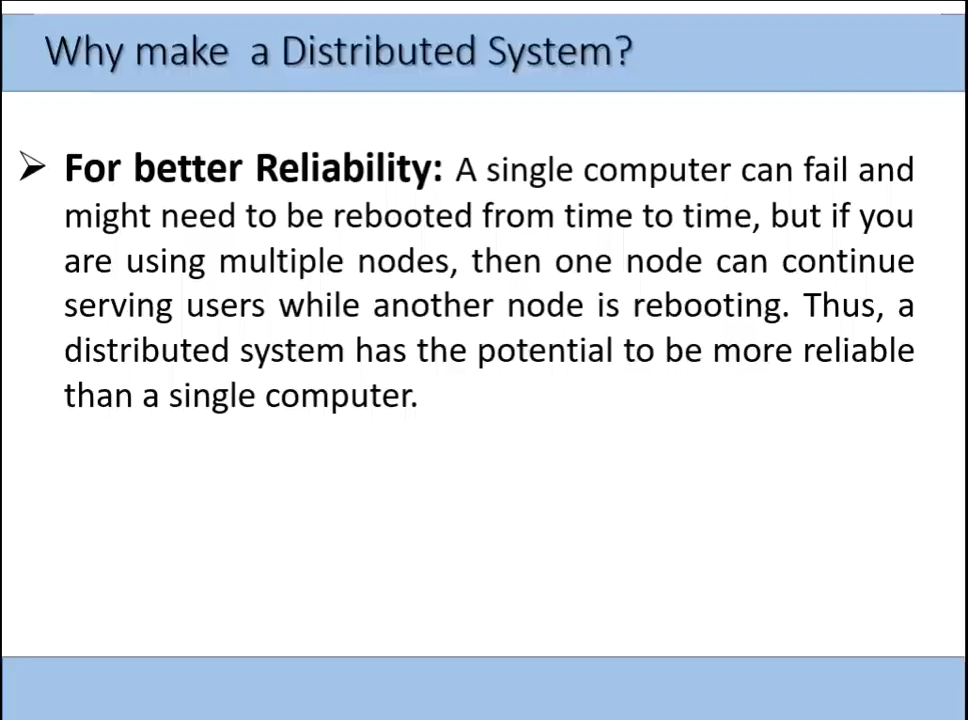 Why make a Distributed System?
For better Reliability: A single computer can fail and
might need to be rebooted from time to time, but if you
are using multiple nodes, then one node can continue
serving users while another node is rebooting. Thus, a
distributed system has the potential to be more reliable
than a single computer.